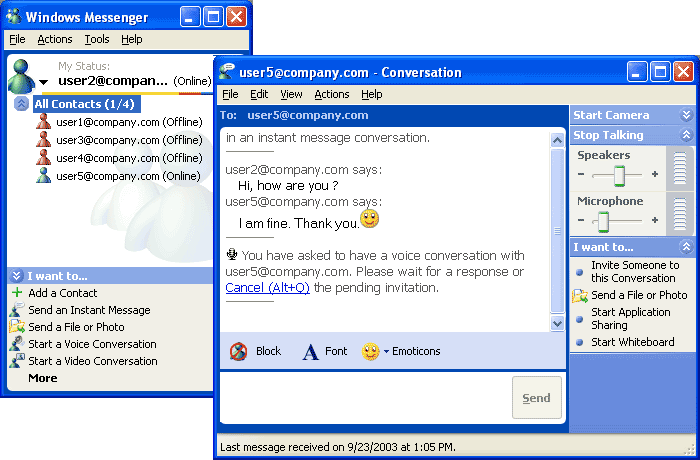 Windows Messenger
File Actions Tools Help
My Status:
user2@compan... (Online)
All Contacts (1/4)
user1@company.com (Offline)
user3@company.com (Offline)
user4@company.com (Offline)
user5@company.com (Online)
I want to...
Add a Contact
Send an Instant Message
Send a File or Photo
Start a Voice Conversation
Start a Video Conversation
More
user5@company.com - Conversation
File Edit View Actions Help
To: user5@company.com
in an instant message conversation.
user2@company.com says:
Hi, how are you ?
user5@company.com says:
I am fine. Thank you.
You have asked to have a voice conversation with
user5@company.com. Please wait for a response or
Cancel (Alt+Q) the pending invitation.
Block Font Emoticons
Send
Last message received on 9/23/2003 at 1:05 PM.
Start Camera
Stop Talking
Speakers
- +
Microphone
- +
I want to...
Invite Someone to
this Conversation
Send a File or Photo
Start Application
Sharing
Start Whiteboard